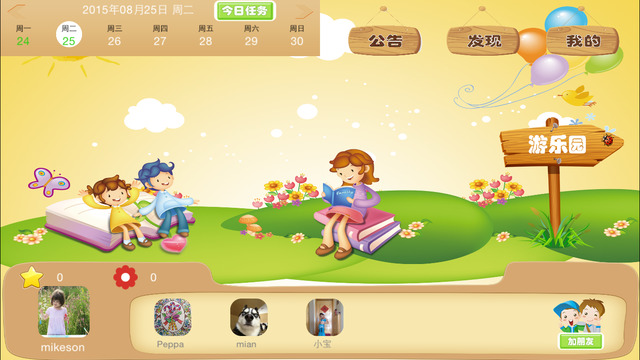 2015年08月25日 周二
今日任务
周一 周二 周三 周四 周五 周六 周日
24 25 26 27 28 29 30
公告
发现
我的
游乐园
0
0
mikeson
Peppa
mian
小宝
加朋友